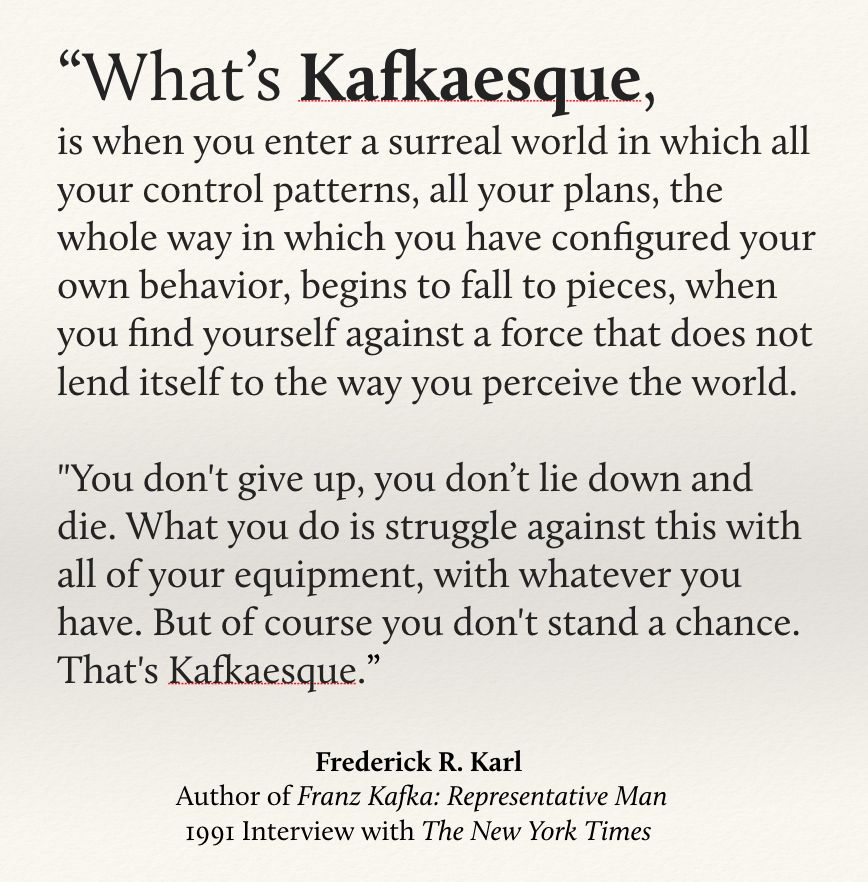 “What’s Kafkaesque,
is when you enter a surreal world in which all
your control patterns, all your plans, the
whole way in which you have configured your
own behavior, begins to fall to pieces, when
you find yourself against a force that does not
lend itself to the way you perceive the world.
"You don't give up, you don’t lie down and
die. What you do is struggle against this with
all of your equipment, with whatever you
have. But of course you don't stand a chance.
That's Kafkaesque.”
Frederick R. Karl
Author of Franz Kafka: Representative Man
1991 Interview with The New York Times